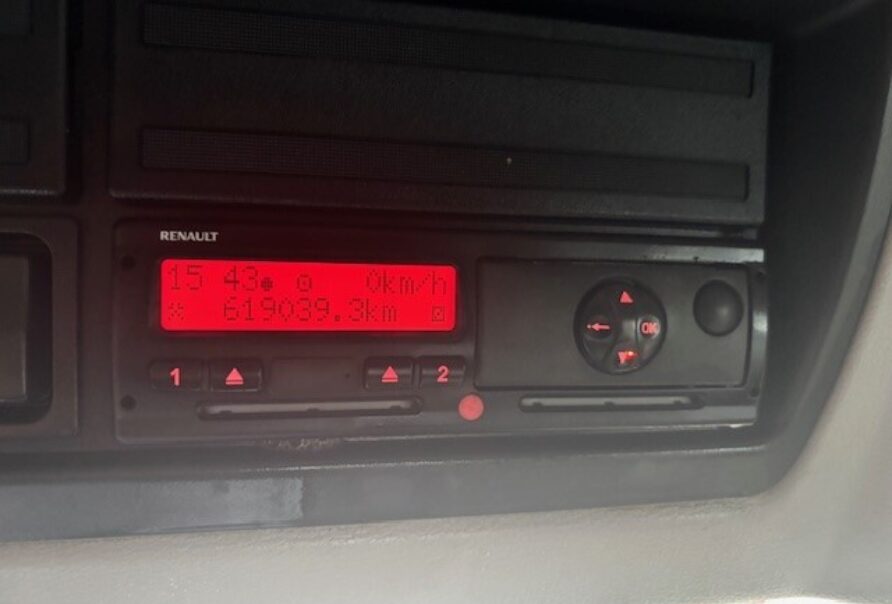 RENAULT
15 43 0km/h
619039.3km
1 2 OK